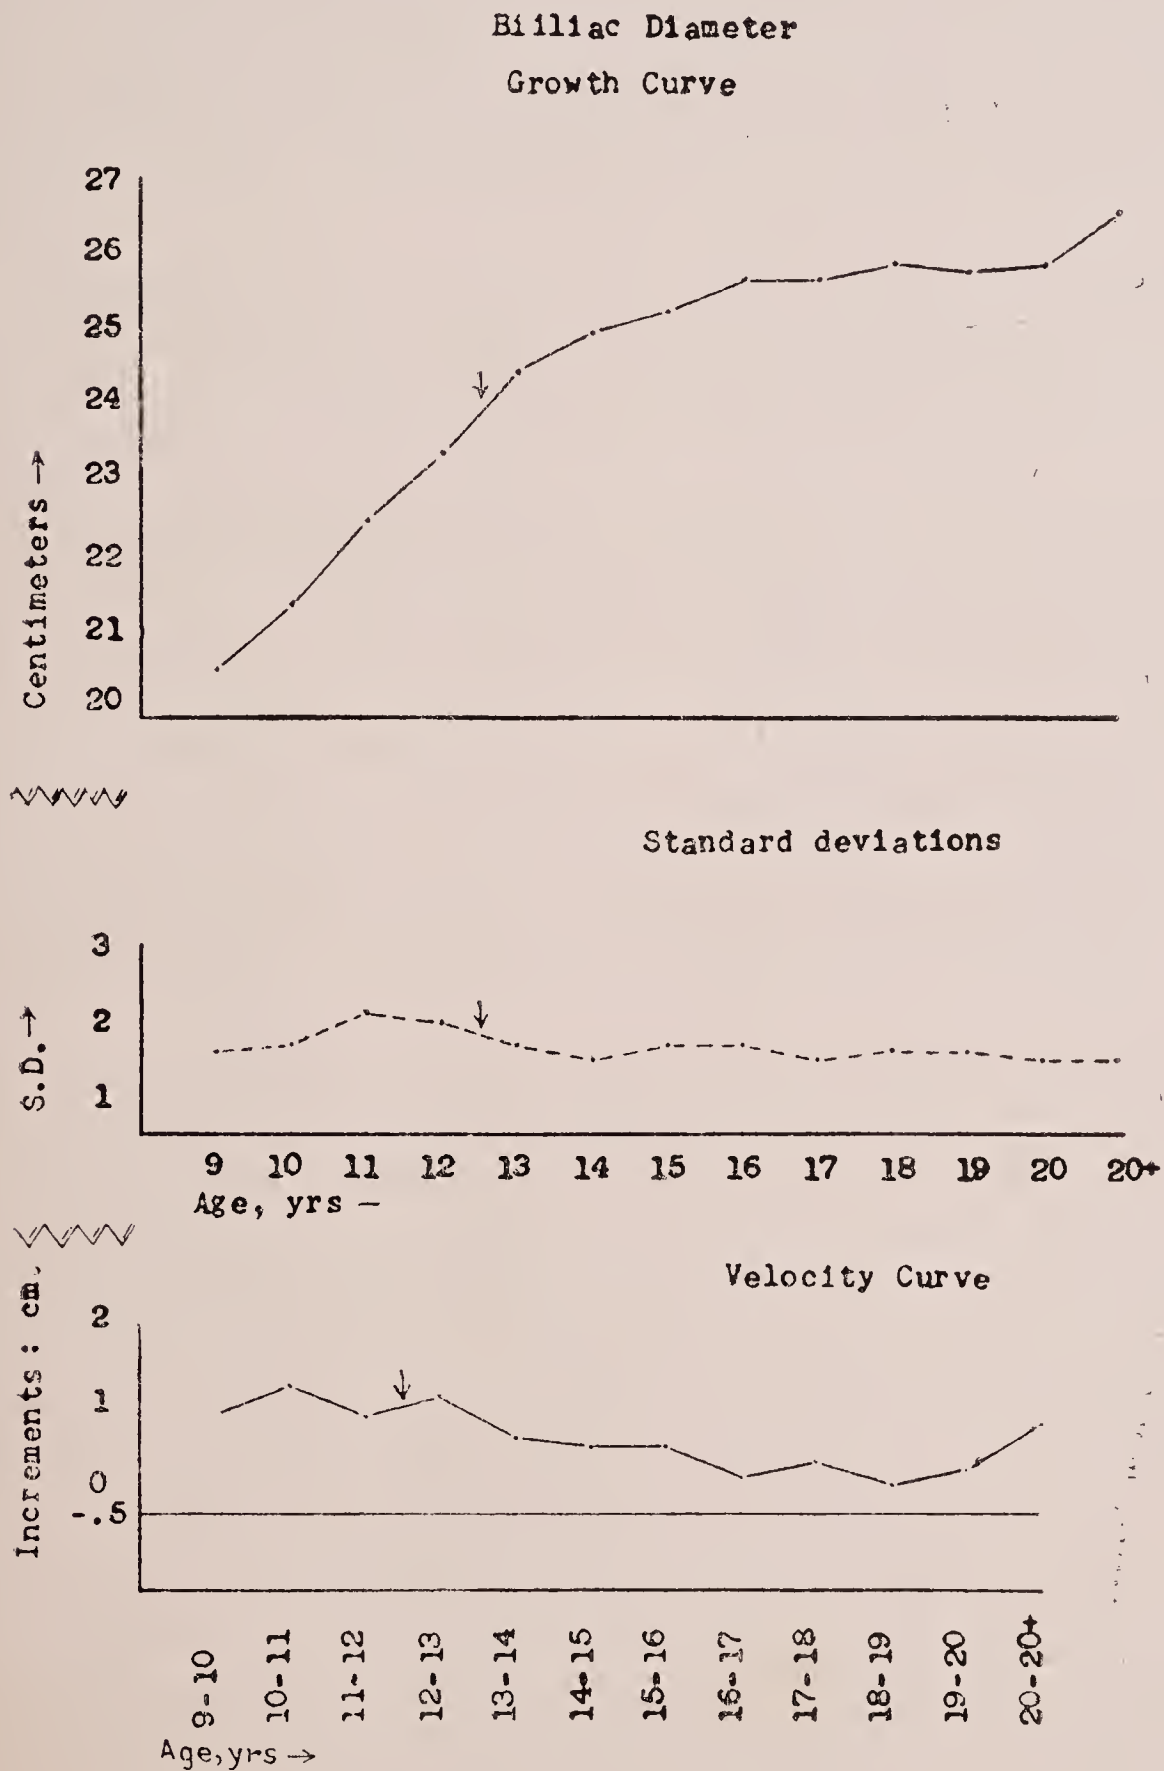 Biiliac Diameter
Growth Curve
27
26
25
24
23
22
21
20
Centimeters →
Standard deviations
3
2
1
S.D. →
9 10 11 12 13 14 15 16 17 18 19 20 20+
Age, yrs —
Velocity Curve
2
1
0
-.5
Increments: cm.
9-10 10-11 11-12 12-13 13-14 14-15 15-16 16-17 17-18 18-19 19-20 20-20+
Age,yrs →